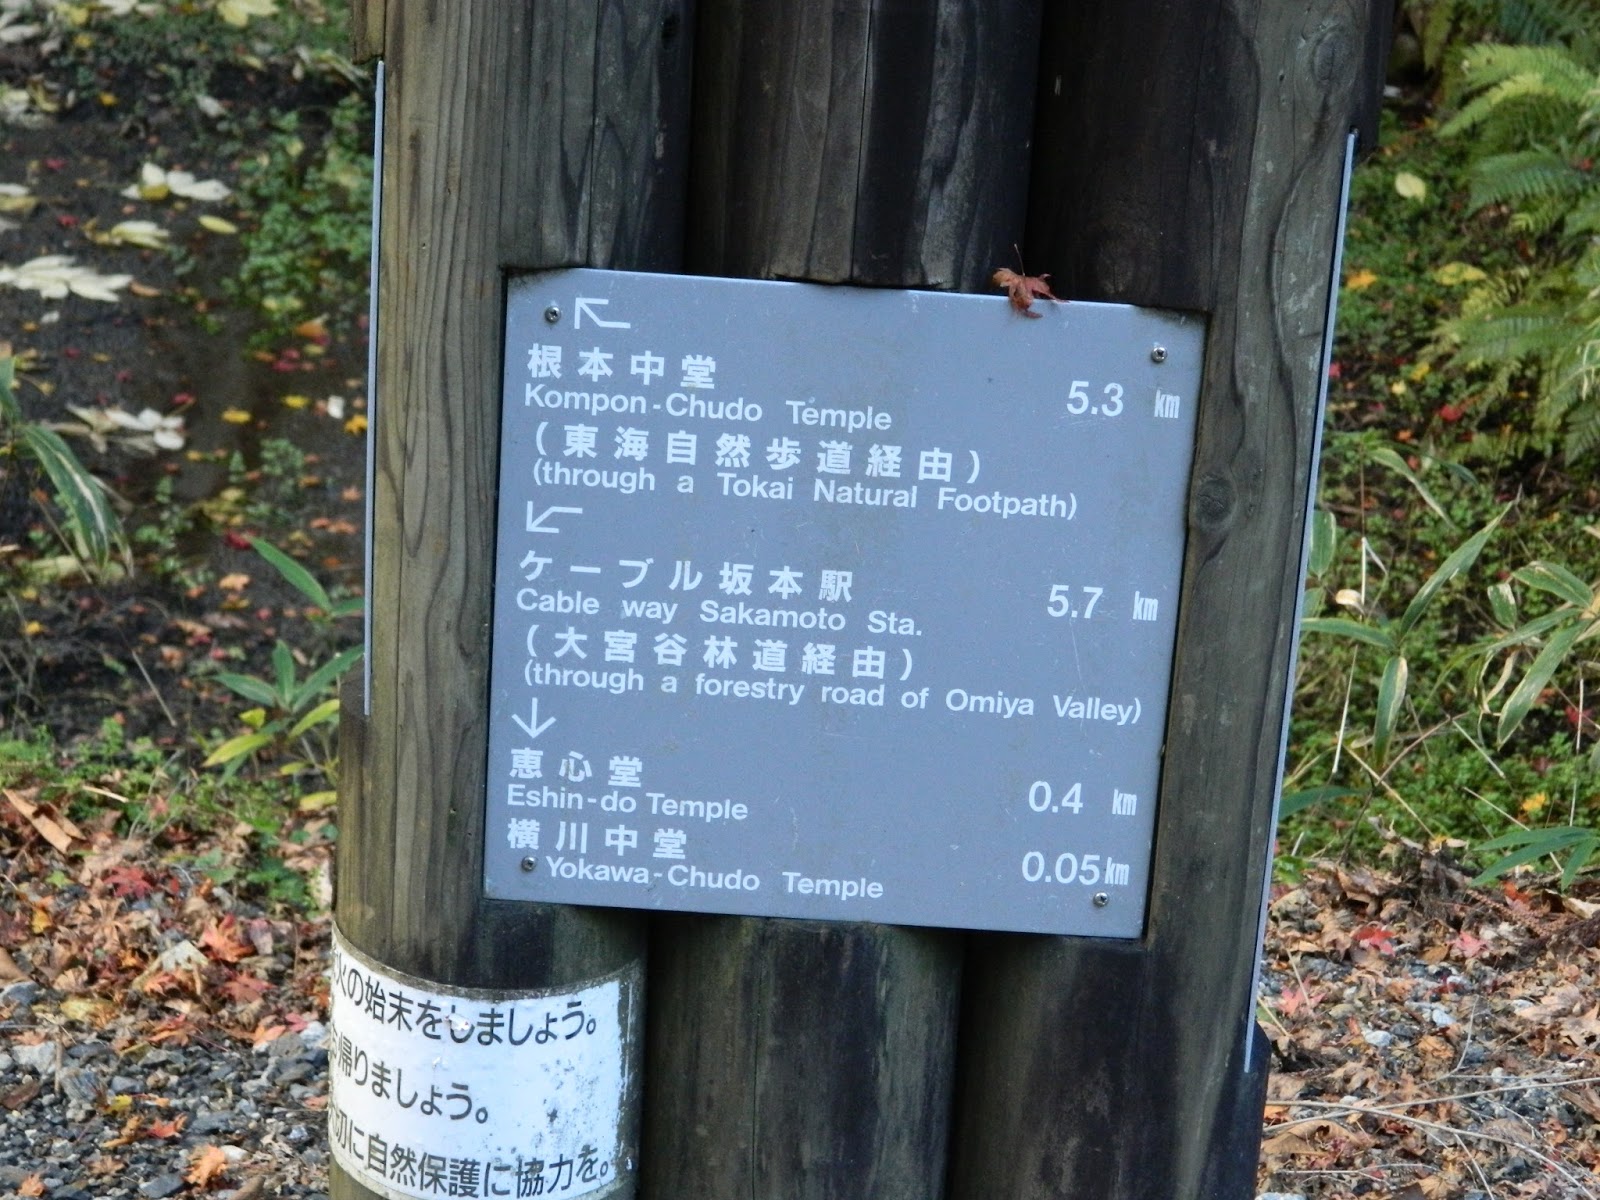 根本中堂 5.3 km
Kompon-Chudo Temple
(東海自然歩道経由)
(through a Tokai Natural Footpath)
ケーブル坂本駅 5.7 km
Cable way Sakamoto Sta.
(大宮谷林道経由)
(through a forestry road of Omiya Valley)
恵心堂 0.4 km
Eshin-do Temple
横川中堂 0.05km
Yokawa-Chudo Temple
火の始末をしましょう。
帰りましょう。
切に自然保護に協力を。